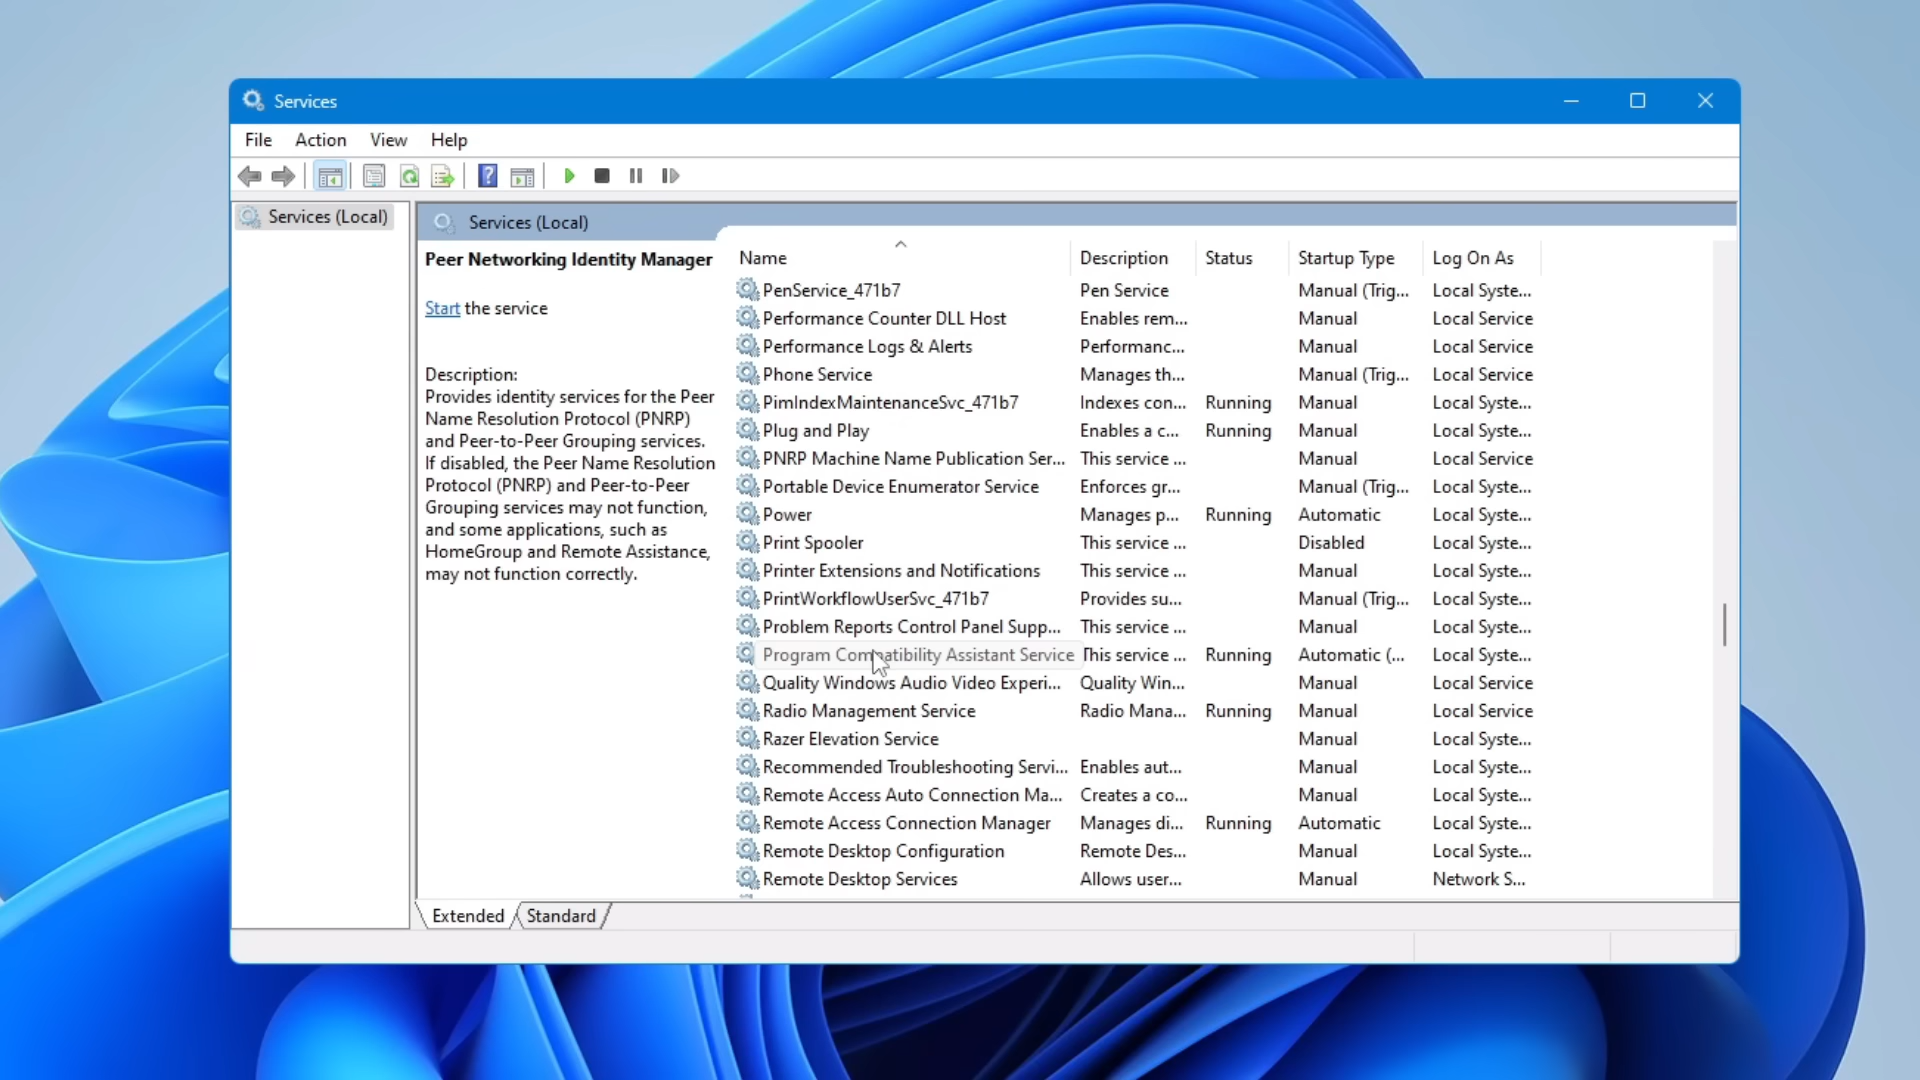 Services
File Action View Help
Services (Local)
Services (Local)
Peer Networking Identity Manager
Start the service
Description:
Provides identity services for the Peer
Name Resolution Protocol (PNRP)
and Peer-to-Peer Grouping services.
If disabled, the Peer Name Resolution
Protocol (PNRP) and Peer-to-Peer
Grouping services may not function,
and some applications, such as
HomeGroup and Remote Assistance,
may not function correctly.
Name Description Status Startup Type Log On As
PenService_471b7 Pen Service Manual (Trig... Local Syste...
Performance Counter DLL Host Enables rem... Manual Local Service
Performance Logs & Alerts Performanc... Manual Local Service
Phone Service Manages th... Manual (Trig... Local Service
PimIndexMaintenanceSvc_471b7 Indexes con... Running Manual Local Syste...
Plug and Play Enables a c... Running Manual Local Syste...
PNRP Machine Name Publication Ser... This service ... Manual Local Service
Portable Device Enumerator Service Enforces gr... Manual (Trig... Local Syste...
Power Manages p... Running Automatic Local Syste...
Print Spooler This service ... Disabled Local Syste...
Printer Extensions and Notifications This service ... Manual Local Syste...
PrintWorkflowUserSvc_471b7 Provides su... Manual (Trig... Local Syste...
Problem Reports Control Panel Supp... This service ... Manual Local Syste...
Program Compatibility Assistant Service This service ... Running Automatic (... Local Syste...
Quality Windows Audio Video Experi... Quality Win... Manual Local Service
Radio Management Service Radio Mana... Running Manual Local Service
Razer Elevation Service Manual Local Syste...
Recommended Troubleshooting Servi... Enables aut... Manual Local Syste...
Remote Access Auto Connection Ma... Creates a co... Manual Local Syste...
Remote Access Connection Manager Manages di... Running Automatic Local Syste...
Remote Desktop Configuration Remote Des... Manual Local Syste...
Remote Desktop Services Allows user... Manual Network S...
Extended Standard